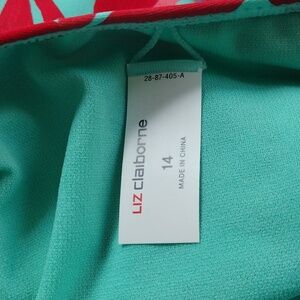 28-87-405-A
LIZ claiborne
14
MADE IN CHINA